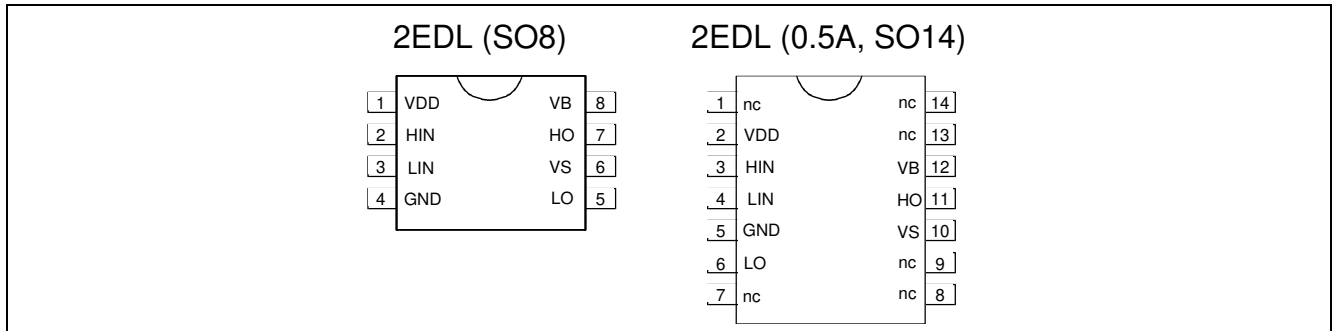 2EDL (SO8)
1 VDD VB 8
2 HIN HO 7
3 LIN VS 6
4 GND LO 5
2EDL (0.5A, SO14)
1 nc nc 14
2 VDD nc 13
3 HIN VB 12
4 LIN HO 11
5 GND VS 10
6 LO nc 9
7 nc nc 8